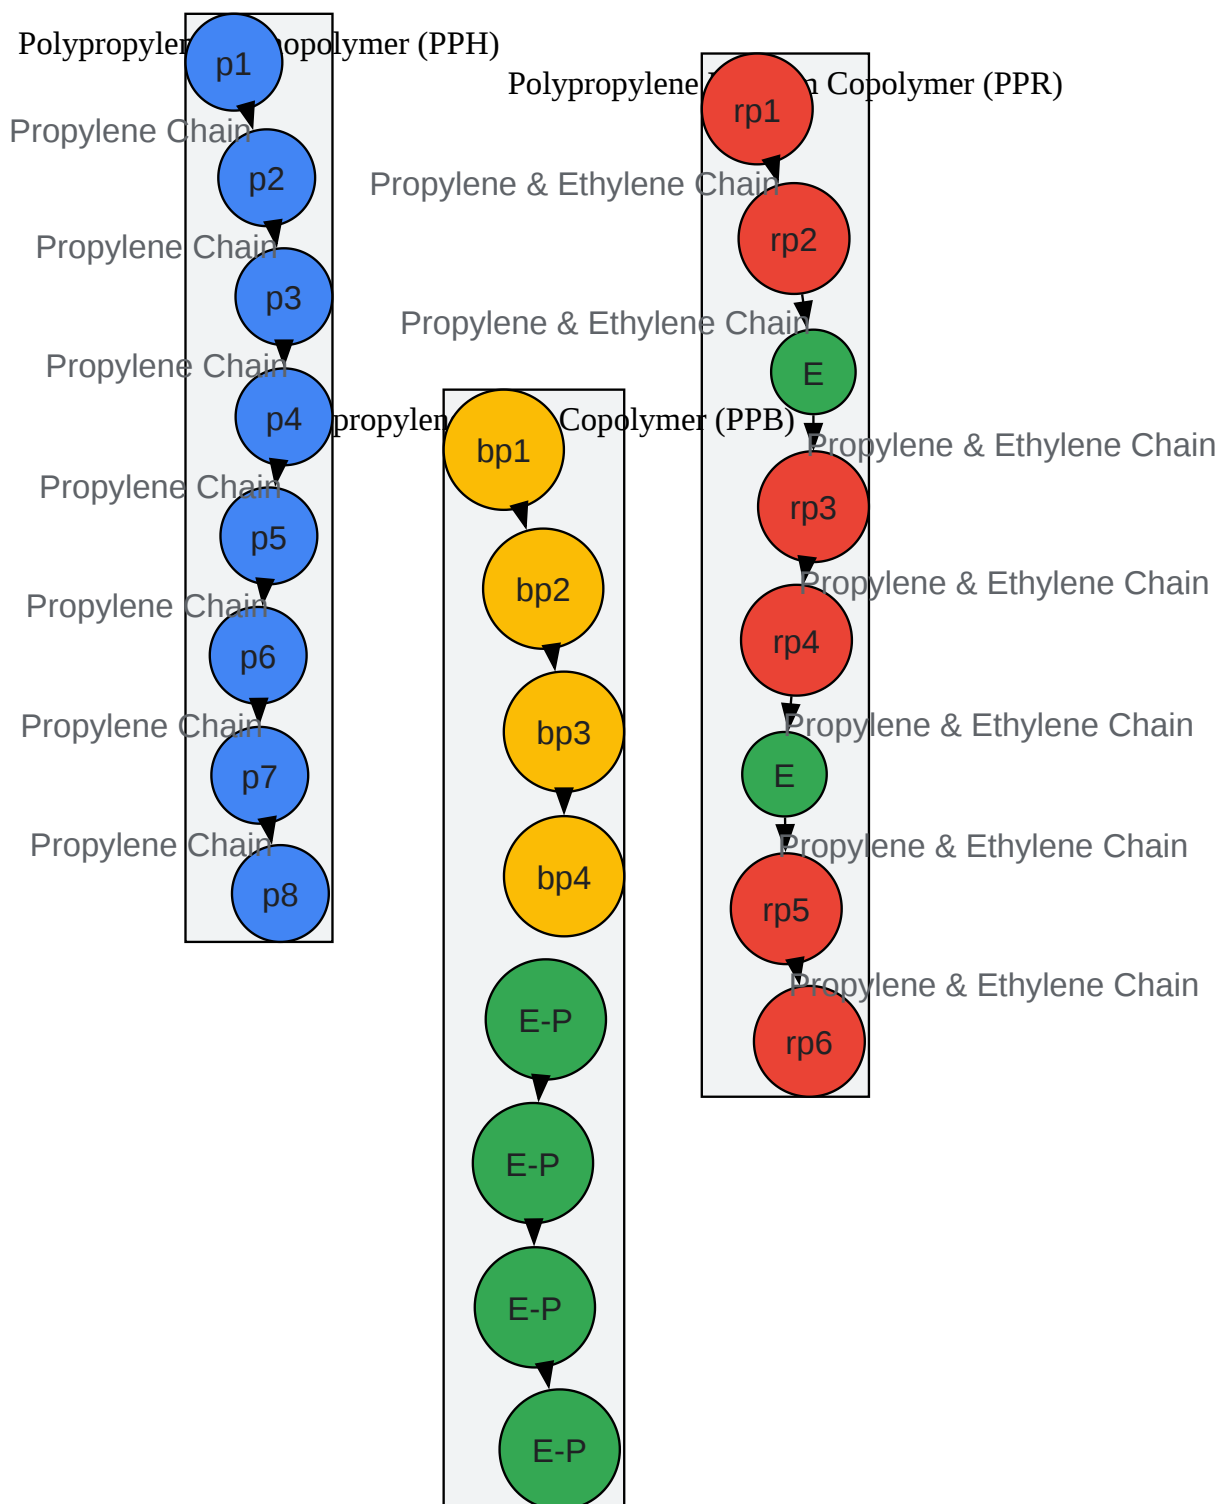 Polypropylen opolymer (PPH)
p1
Propylene Chain
p2
Propylene Chain
p3
Propylene Chain
p4
Propylene Chain
p5
Propylene Chain
p6
Propylene Chain
p7
Propylene Chain
p8
propylen Copolymer (PPB)
bp1
bp2
bp3
bp4
E-P
E-P
E-P
E-P
Polypropylene Copolymer (PPR)
rp1
Propylene & Ethylene Chain
rp2
Propylene & Ethylene Chain
E
Propylene & Ethylene Chain
rp3
Propylene & Ethylene Chain
rp4
Propylene & Ethylene Chain
E
Propylene & Ethylene Chain
rp5
Propylene & Ethylene Chain
rp6